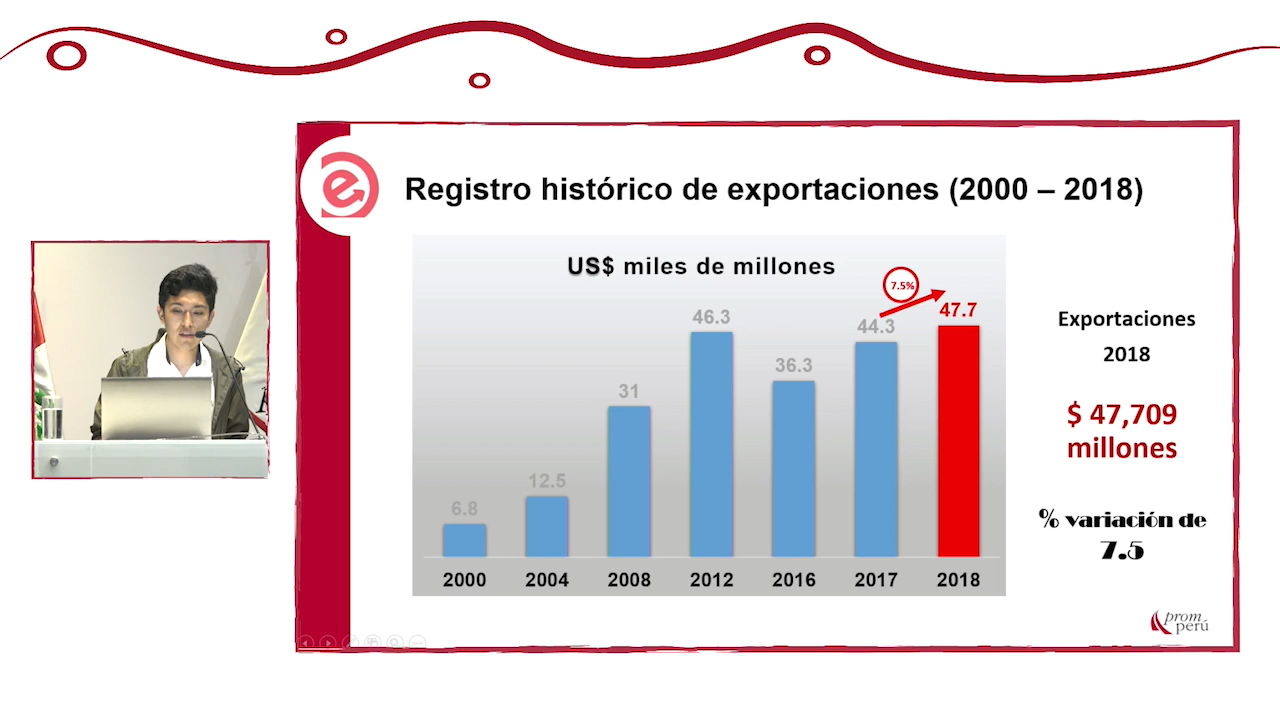 Registro histórico de exportaciones (2000 – 2018)
US$ miles de millones
7.5%
6.8
12.5
31
46.3
36.3
44.3
47.7
2000 2004 2008 2012 2016 2017 2018
Exportaciones
2018
$ 47,709
millones
% variación de
7.5
prom
perú